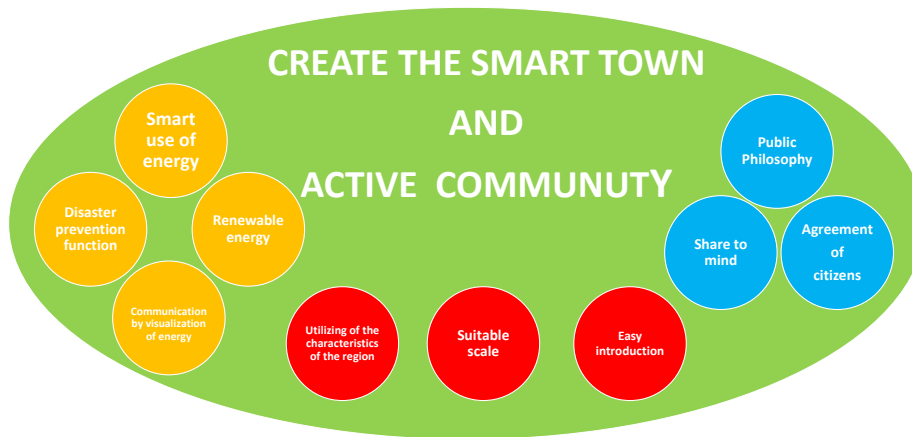 CREATE THE SMART TOWN
AND
ACTIVE COMMUNUTY
Smart
use of
energy
Disaster
prevention
function
Renewable
energy
Communication
by visualization
of energy
Utilizing of the
characteristics
of the region
Suitable
scale
Easy
introduction
Public
Philosophy
Share to
mind
Agreement
of
citizens